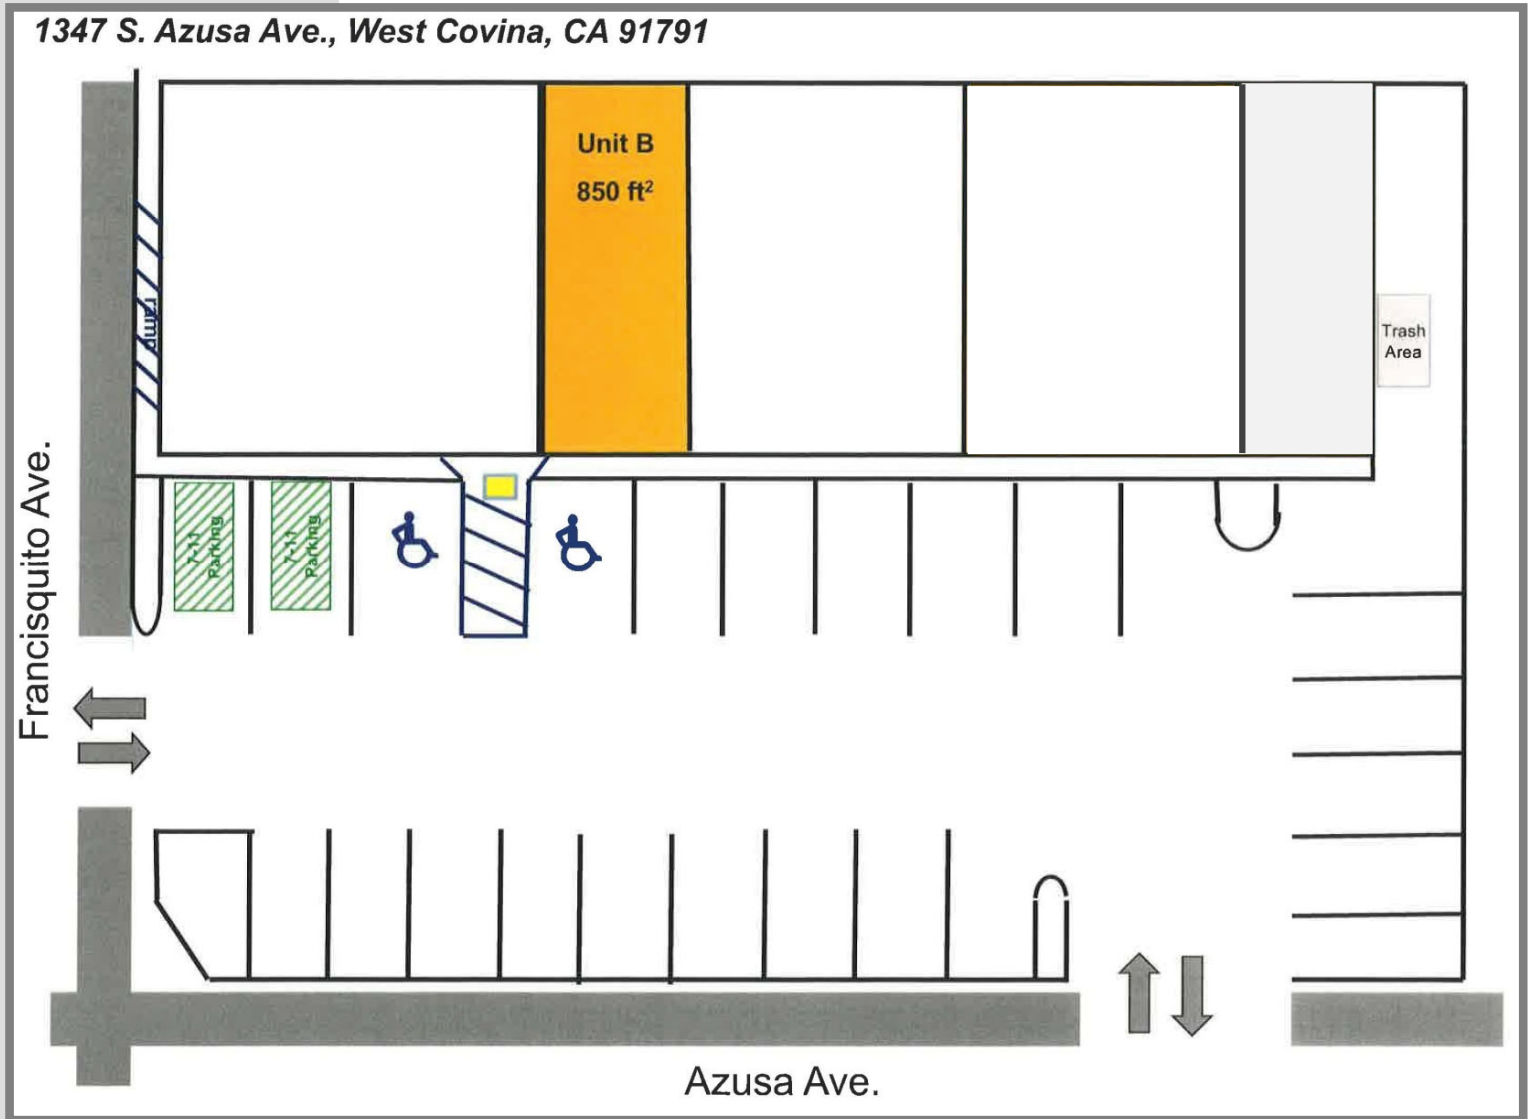 1347 S. Azusa Ave., West Covina, CA 91791
Unit B
850 ft²
ramp
Trash
Area
Francisquito Ave.
7-11
Parking
7-11
Parking
Azusa Ave.